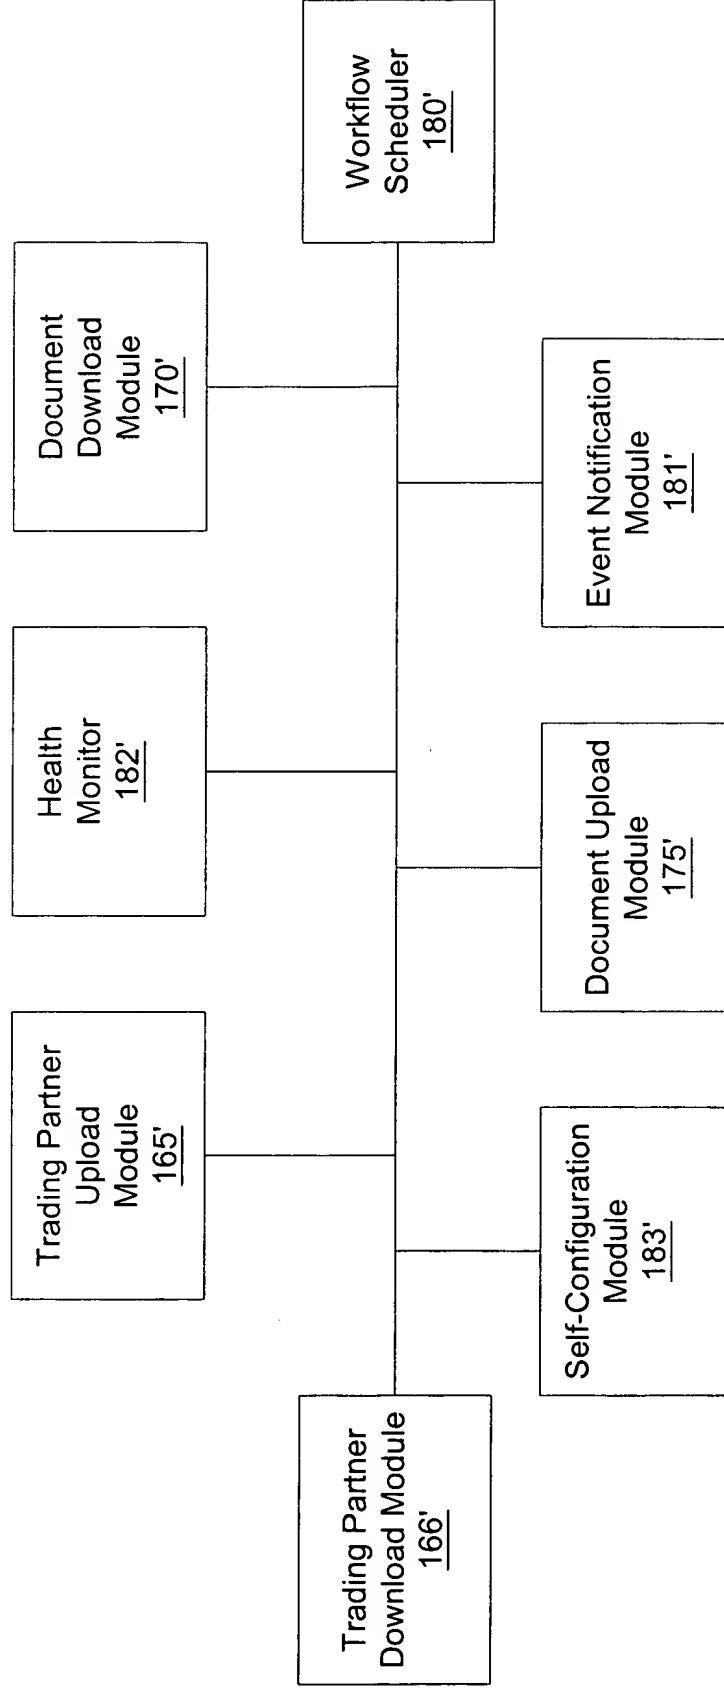 Trading Partner
Upload
Module
165'
Health
Monitor
182'
Document
Download
Module
170'
Trading Partner
Download Module
166'
Workflow
Scheduler
180'
Self-Configuration
Module
183'
Document Upload
Module
175'
Event Notification
Module
181'